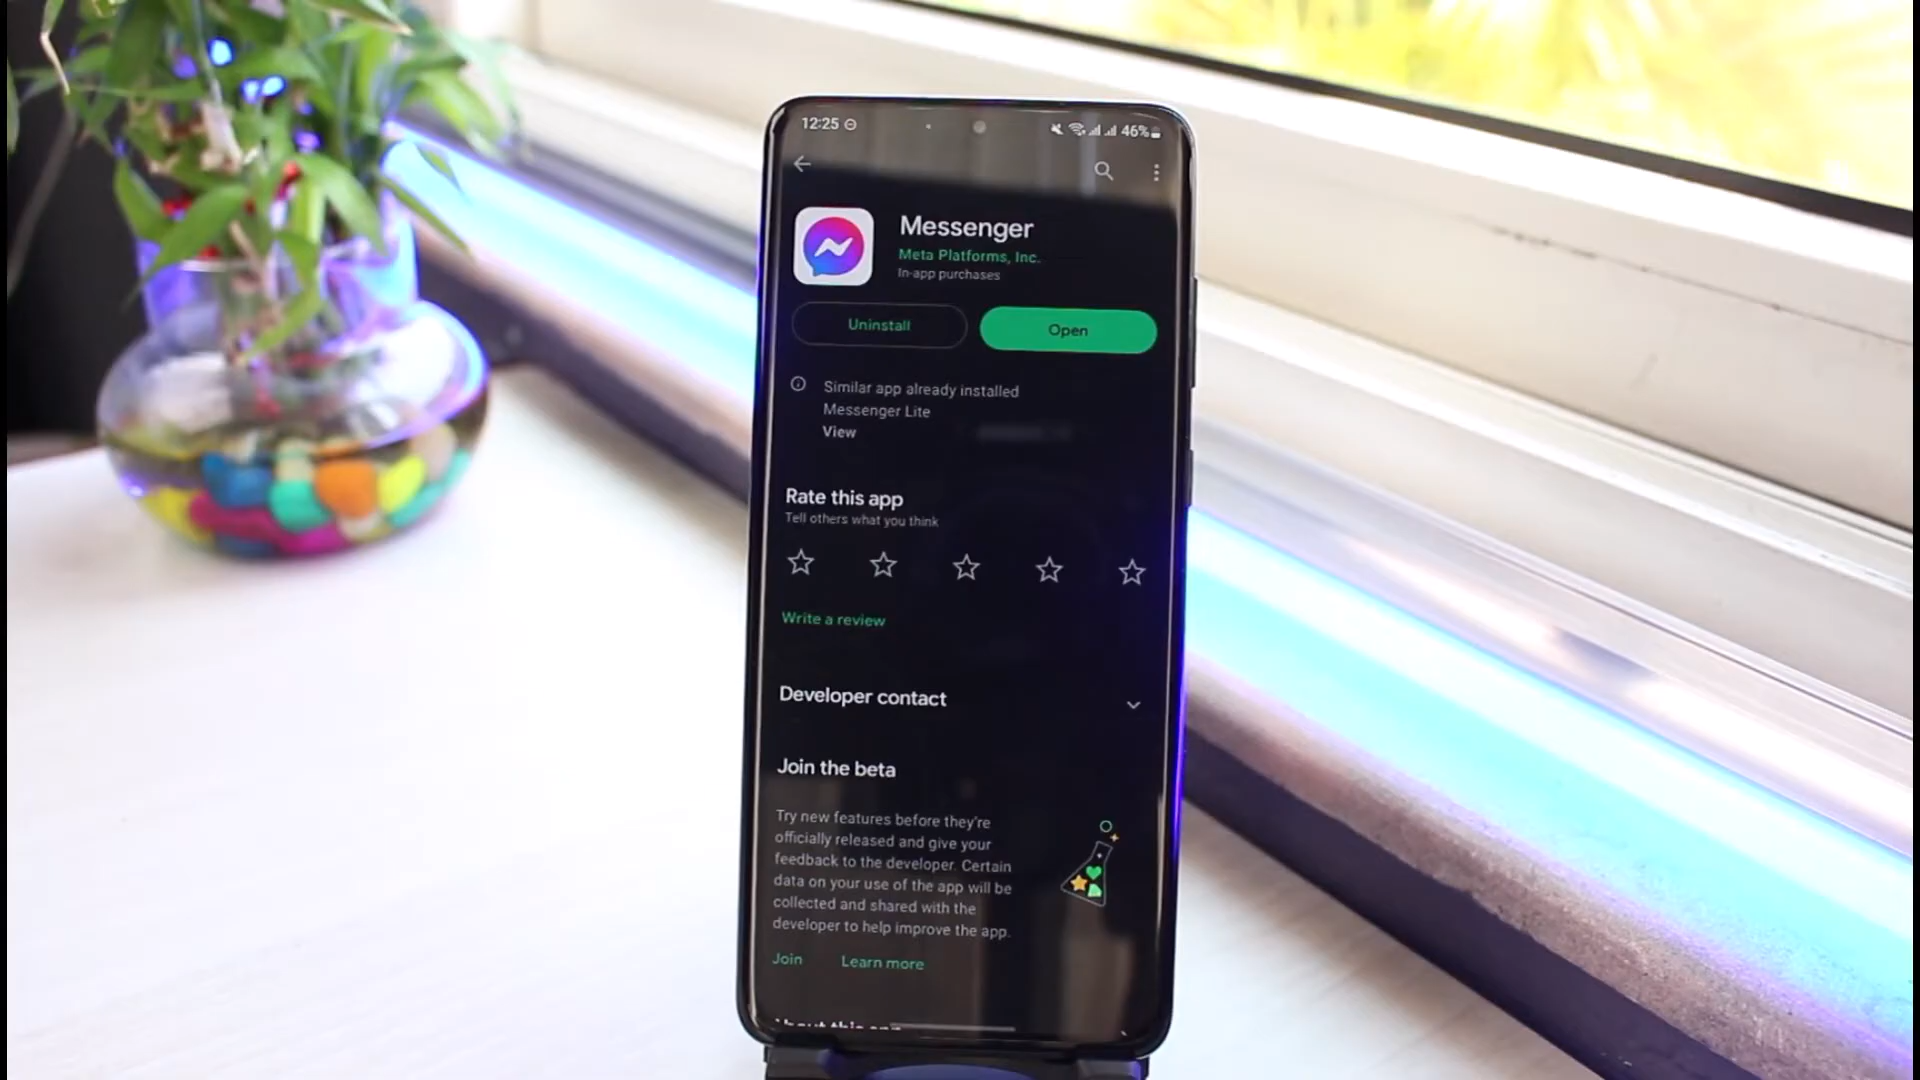 12:25
46%
Messenger
Meta Platforms, Inc.
In-app purchases
Uninstall
Open
Similar app already installed
Messenger Lite
View
Rate this app
Tell others what you think
Write a review
Developer contact
Join the beta
Try new features before they're
officially released and give your
feedback to the developer. Certain
data on your use of the app will be
collected and shared with the
developer to help improve the app.
Join
Learn more